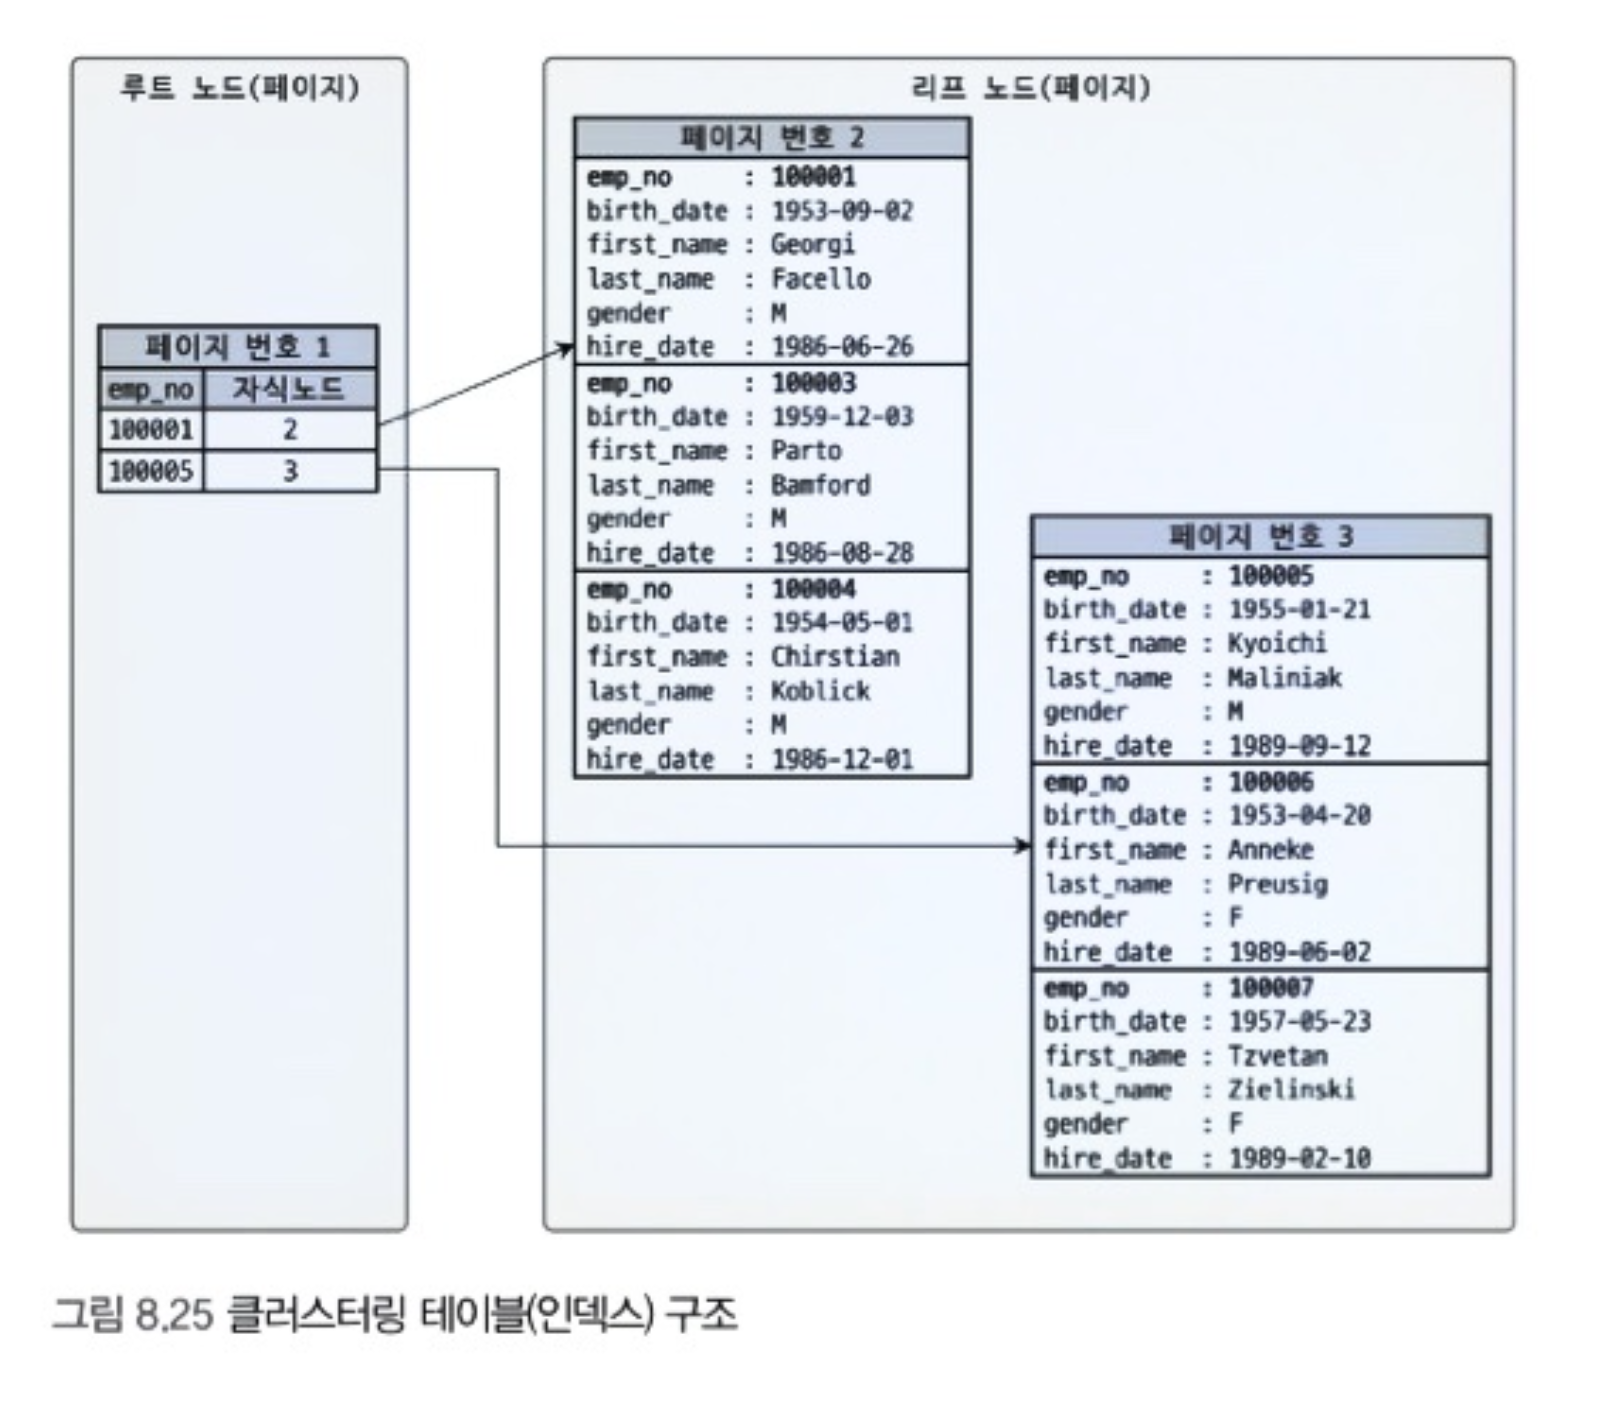 루트 노드(페이지)
페이지 번호 1
emp_no 자식노드
100001 2
100005 3
리프 노드(페이지)
페이지 번호 2
emp_no : 100001
birth_date : 1953-09-02
first_name : Georgi
last_name : Facello
gender : M
hire_date : 1986-06-26
emp_no : 100003
birth_date : 1959-12-03
first_name : Parto
last_name : Bamford
gender : M
hire_date : 1986-08-28
emp_no : 100004
birth_date : 1954-05-01
first_name : Chirstian
last_name : Koblick
gender : M
hire_date : 1986-12-01
페이지 번호 3
emp_no : 100005
birth_date : 1955-01-21
first_name : Kyoichi
last_name : Maliniak
gender : M
hire_date : 1989-09-12
emp_no : 100006
birth_date : 1953-04-20
first_name : Anneke
last_name : Preusig
gender : F
hire_date : 1989-06-02
emp_no : 100007
birth_date : 1957-05-23
first_name : Tzvetan
last_name : Zielinski
gender : F
hire_date : 1989-02-10
그림 8.25 클러스터링 테이블(인덱스) 구조